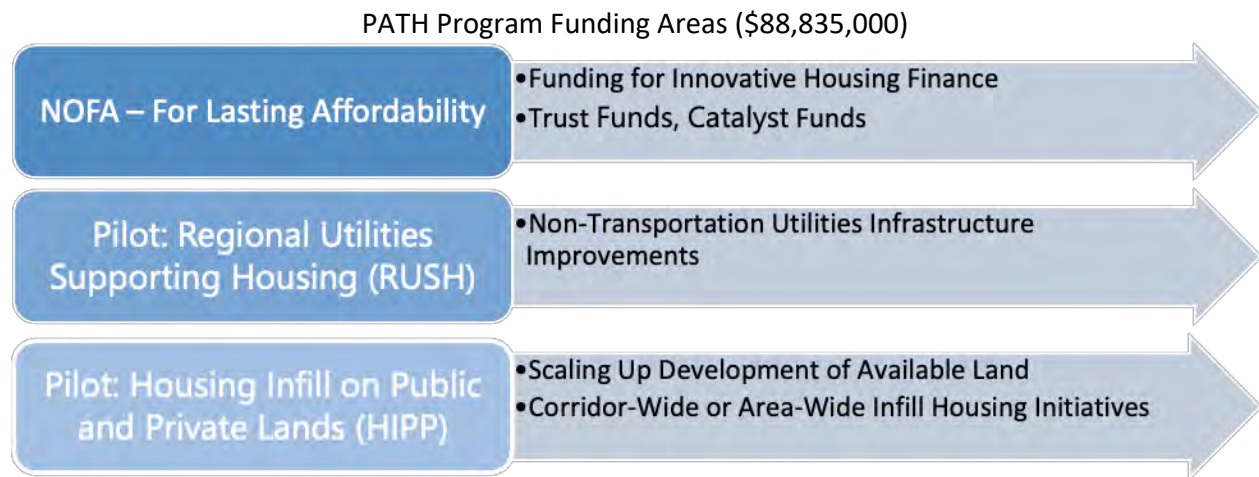 PATH Program Funding Areas ($88,835,000)
NOFA – For Lasting Affordability
•Funding for Innovative Housing Finance
•Trust Funds, Catalyst Funds
Pilot: Regional Utilities
Supporting Housing (RUSH)
•Non-Transportation Utilities Infrastructure
Improvements
Pilot: Housing Infill on Public
and Private Lands (HIPP)
•Scaling Up Development of Available Land
•Corridor-Wide or Area-Wide Infill Housing Initiatives